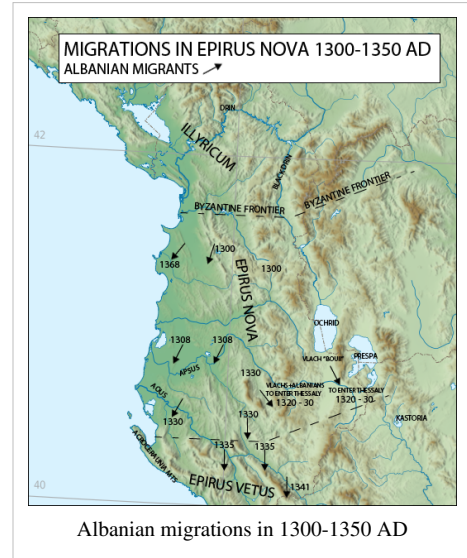 MIGRATIONS IN EPIRUS NOVA 1300-1350 AD
ALBANIAN MIGRANTS
DRIN
ILLYRICUM
42
BLACK DRIN
BYZANTINE FRONTIER
BYZANTINE FRONTIER
1300
1368
EPIRUS NOVA
1300
OCHRID
1308
1308
VLACH "BOUII"
PRESPA
APSUS
1330
VLACHS+ALBANIANS
TO ENTER THESSALY
1320 - 30
TO ENTER THESSALY
1320 - 30
AOUS
1330
1330
KASTORIA
ACROCERAUNIA MTS
1335
1335
40
EPIRUS VETUS
1341
Albanian migrations in 1300-1350 AD